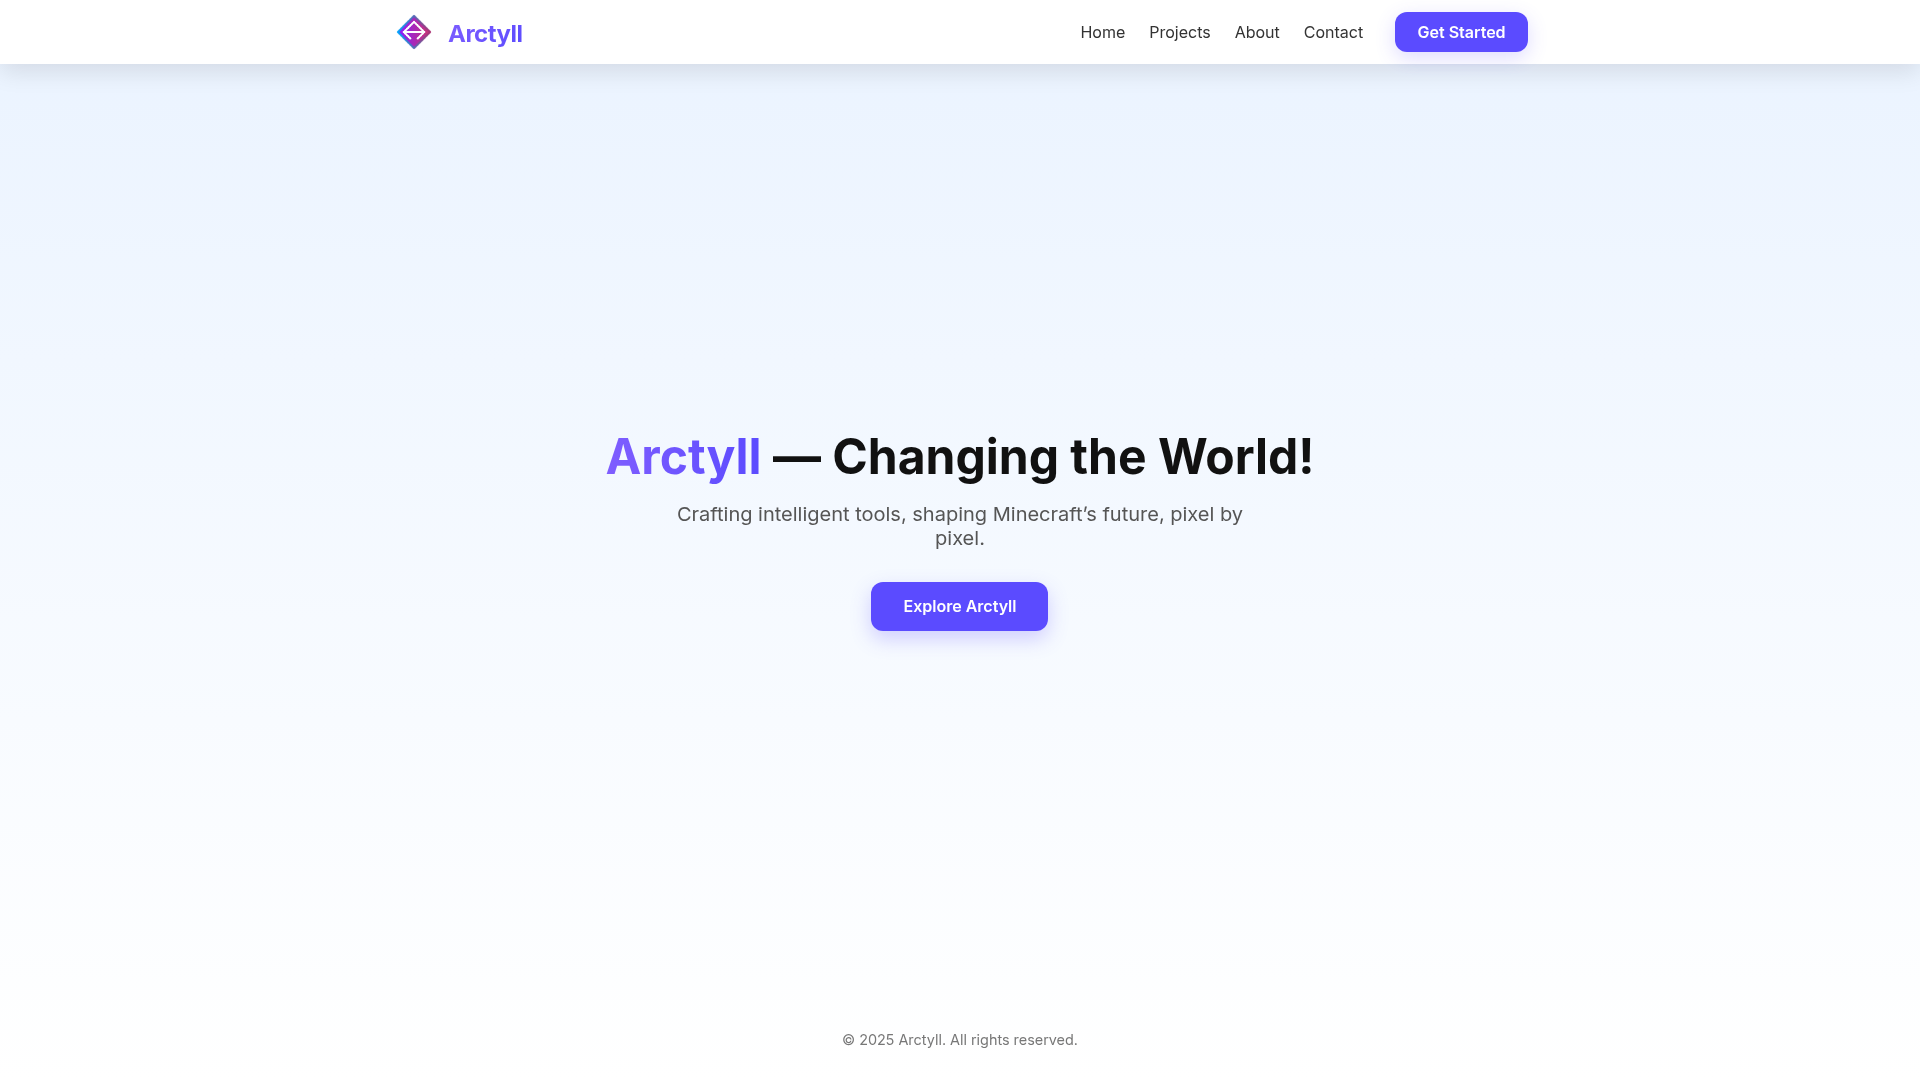 Arctyll
Home
Projects
About
Contact
Get Started
Arctyll — Changing the World!
Crafting intelligent tools, shaping Minecraft’s future, pixel by
pixel.
Explore Arctyll
© 2025 Arctyll. All rights reserved.